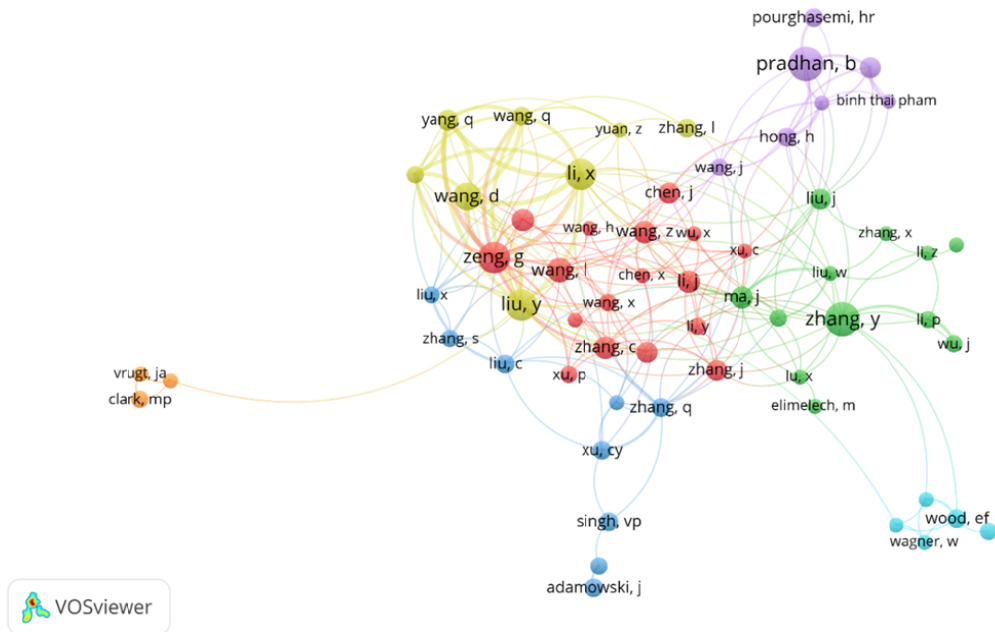 pourghasemi, hr
pradhan, b
binh thai pham
yang, q
wang, q
yuan, z
zhang, l
hong, h
wang, j
li, x
wang, d
chen, j
liu, j
wang, h
wang, z
wu, x
zhang, x
xu, c
li, z
zeng, g
wang, l
chen, x
li, j
liu, w
liu, x
liu, y
wang, x
ma, j
zhang, y
li, p
li, y
zhang, s
zhang, c
wu, j
liu, c
xu, p
zhang, j
vrugt, ja
lu, x
clark, mp
zhang, q
elimelech, m
xu, cy
singh, vp
wood, ef
wagner, w
adamowski, j
VOSviewer